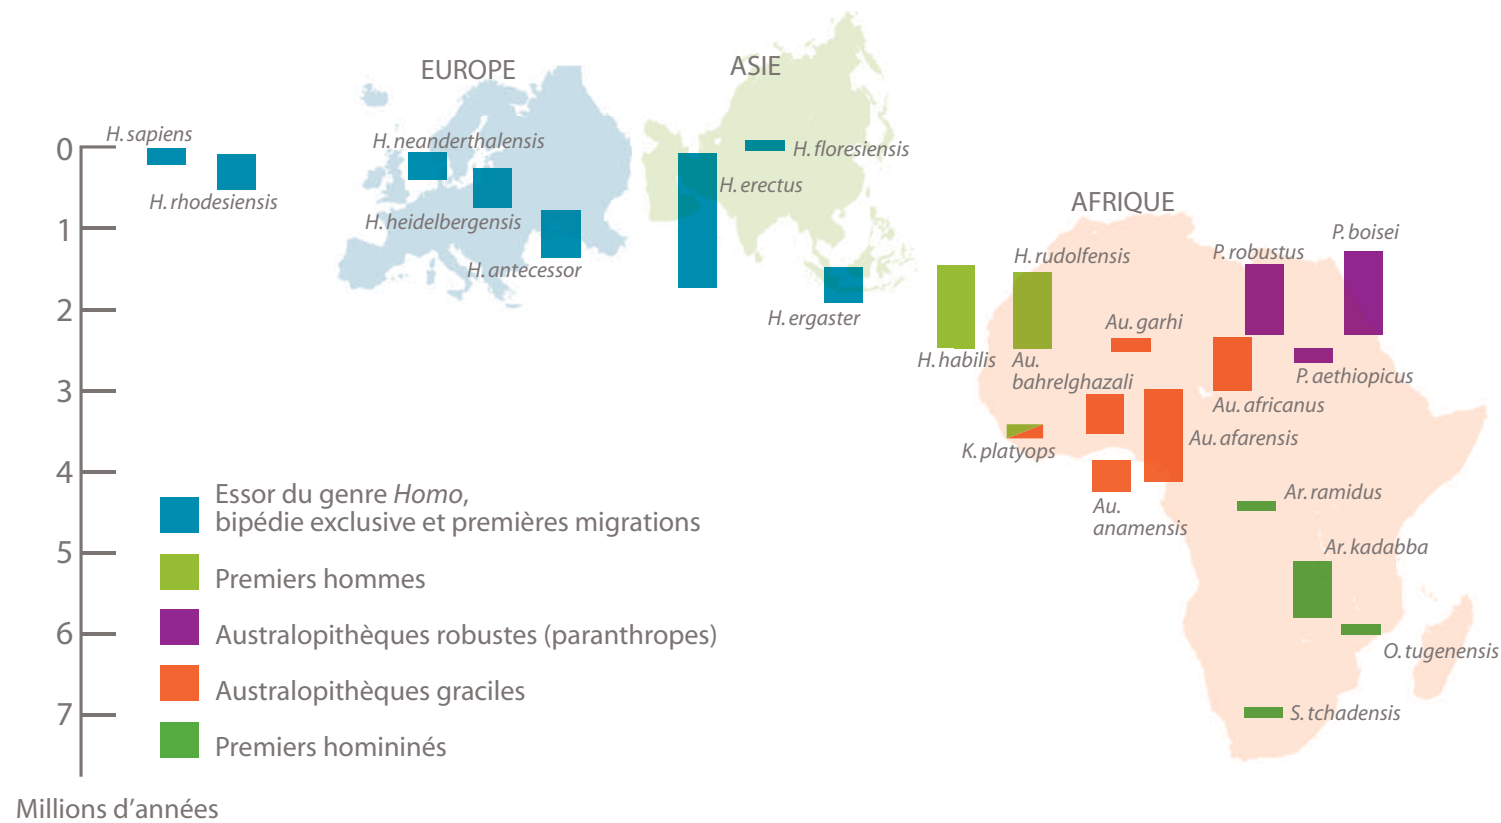 EUROPE
ASIE
AFRIQUE
0
1
2
3
4
5
6
7
Millions d’années
H. sapiens
H. rhodesiensis
H. neanderthalensis
H. heidelbergensis
H. antecessor
H. floresiensis
H. erectus
H. ergaster
H. habilis
H. rudolfensis
Au. garhi
P. robustus
P. boisei
P. aethiopicus
Au.
bahrelghazali
Au. africanus
Au. afarensis
K. platyops
Au.
anamensis
Ar. ramidus
Ar. kadabba
O. tugenensis
S. tchadensis
Essor du genre Homo,
bipédie exclusive et premières migrations
Premiers hommes
Australopithèques robustes (paranthropes)
Australopithèques graciles
Premiers homininés